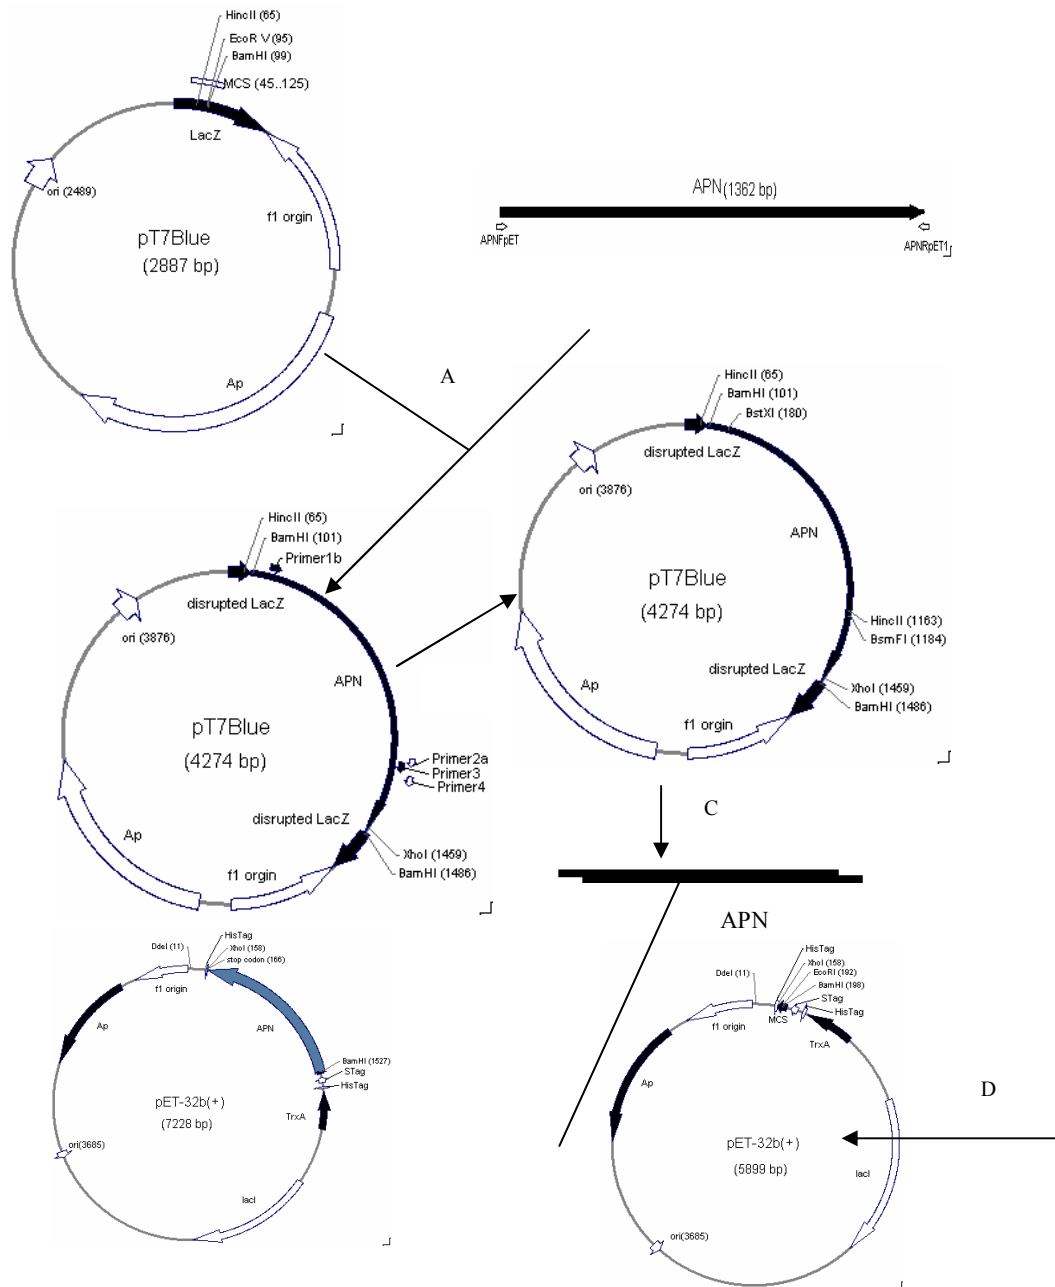 HincII (65)
EcoR V (95)
BamHI (99)
MCS (45..125)
LacZ
ori (2489)
f1 orgin
pT7Blue
(2887 bp)
Ap
APN (1362 bp)
APNFpET
APNRpET1
A
HincII (65)
BamHI (101)
BstXI (180)
disrupted LacZ
ori (3876)
APN
pT7Blue
(4274 bp)
HincII (1163)
BsmFI (1184)
disrupted LacZ
XhoI (1459)
BamHI (1486)
Ap
f1 orgin
HincII (65)
BamHI (101)
Primer1b
disrupted LacZ
ori (3876)
APN
pT7Blue
(4274 bp)
Primer2a
Primer3
Primer4
disrupted LacZ
Ap
XhoI (1459)
BamHI (1486)
f1 orgin
C
APN
HisTag
DdeI (11)
XhoI (158)
stop codon (166)
f1 origin
Ap
APN
BamHI (1527)
STag
HisTag
pET-32b(+)
(7228 bp)
TrxA
ori(3685)
lacI
HisTag
XhoI (158)
EcoRI (192)
DdeI (11)
BamHI (198)
STag
HisTag
f1 origin
MCS
TrxA
Ap
D
pET-32b(+)
(5899 bp)
lacI
ori(3685)